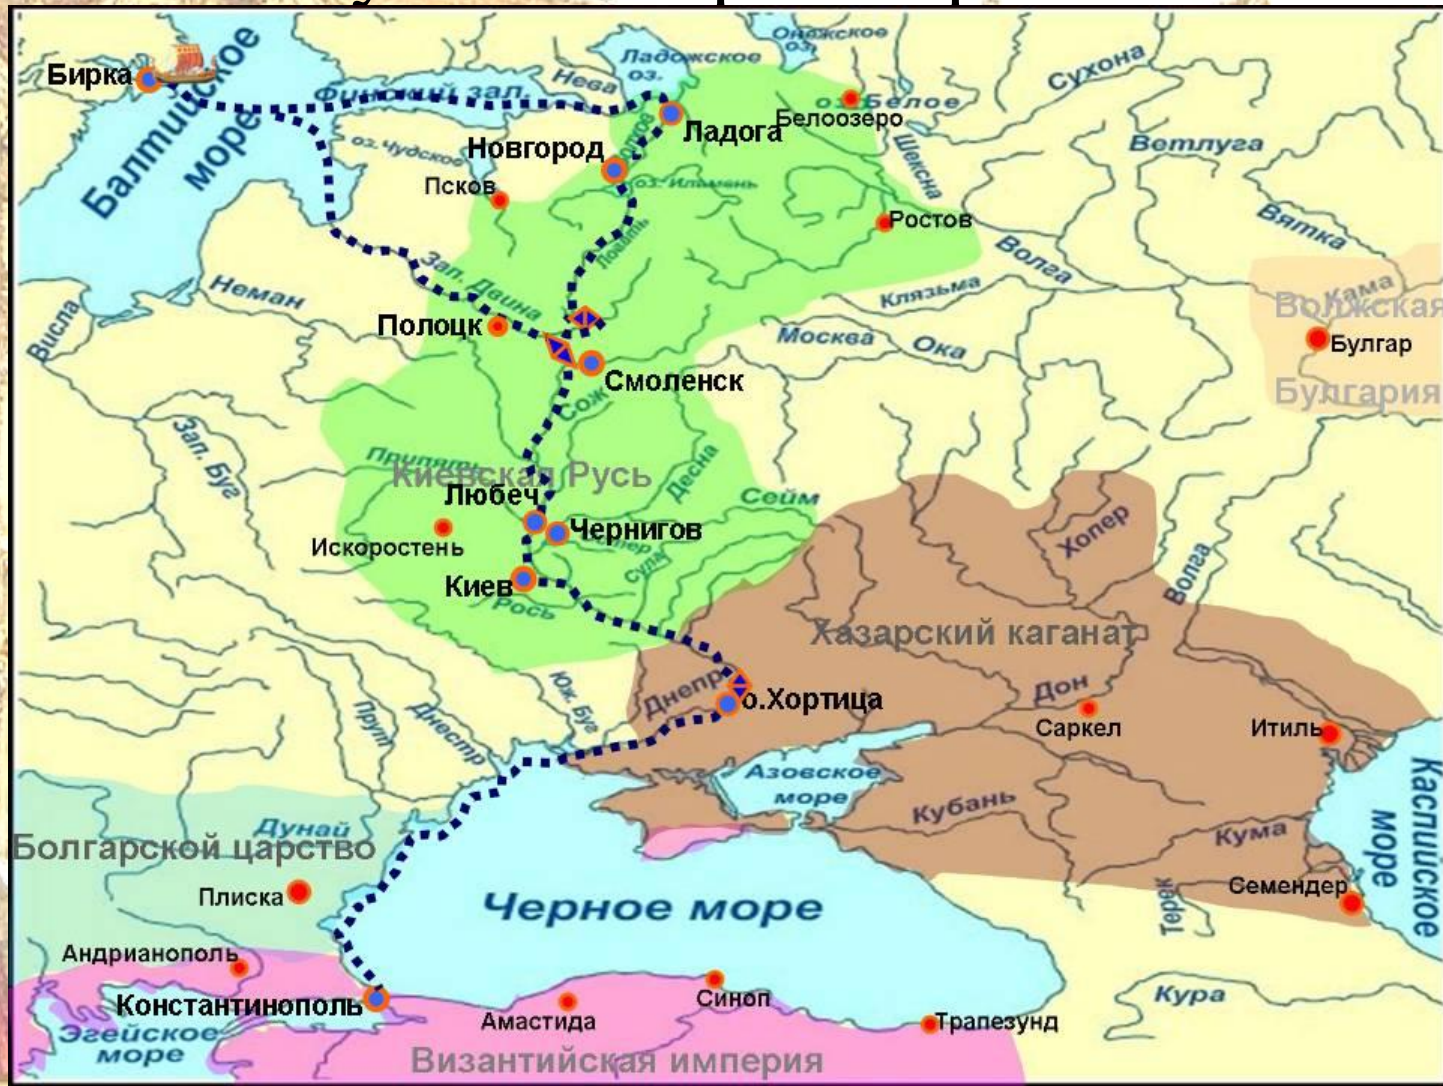 Бирка
Балтийское
море
Финский зал.
Нева
Ладожское
оз.
Онежское
оз.
Сухона
оз. Белое
Белоозеро
Ладога
Новгород
оз. Чудское
Псков
оз. Ильмень
Ловать
Шексна
Ростов
Ветлуга
Вятка
Волга
Кама
Волжская
Булгар
Булгария
Клязьма
Москва
Ока
Зап. Двина
Неман
Висла
Полоцк
Смоленск
Сож
Зап. Буг
Припять
Киевская Русь
Десна
Сейм
Любеч
Чернигов
Искоростень
Сула
Киев
Рось
Хопер
Волга
Хазарский каганат
Днепр
о.Хортица
Юж. Буг
Прут
Днестр
Дон
Саркел
Итиль
Азовское
море
Кубань
Кума
Каспийское
море
Семендер
Терек
Дунай
Болгарской царство
Плиска
Черное море
Андрианополь
Константинополь
Эгейское
море
Амастида
Синоп
Трапезунд
Кура
Византийская империя